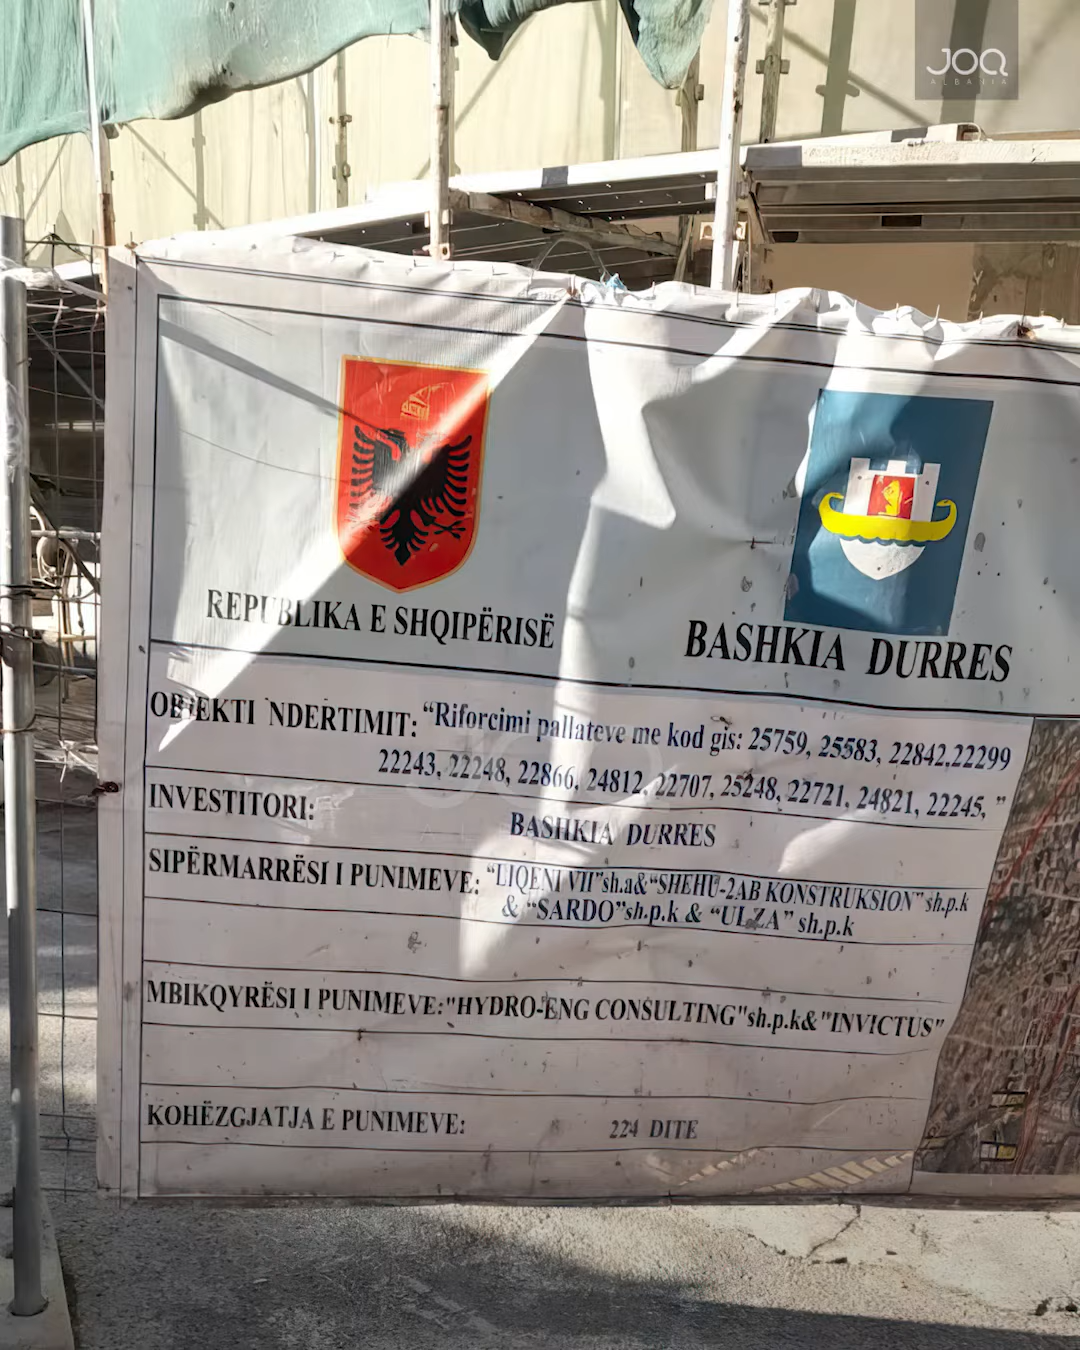 JOQ
ALBANIA
REPUBLIKA E SHQIPËRISË
BASHKIA DURRES
OBJEKTI NDERTIMIT: “Riforcimi pallateve me kod gis: 25759, 25583, 22842,22299
22243, 22248, 22866, 24812, 22707, 25248, 22721, 24821, 22245, ”
INVESTITORI: BASHKIA DURRES
SIPËRMARRËSI I PUNIMEVE: “LIQENI VII”sh.a&“SHEHU-2AB KONSTRUKSION” sh.p.k
& “SARDO”sh.p.k & “ULZA” sh.p.k
MBIKQYRËSI I PUNIMEVE:"HYDRO-ENG CONSULTING"sh.p.k&"INVICTUS"
KOHËZGJATJA E PUNIMEVE: 224 DITE